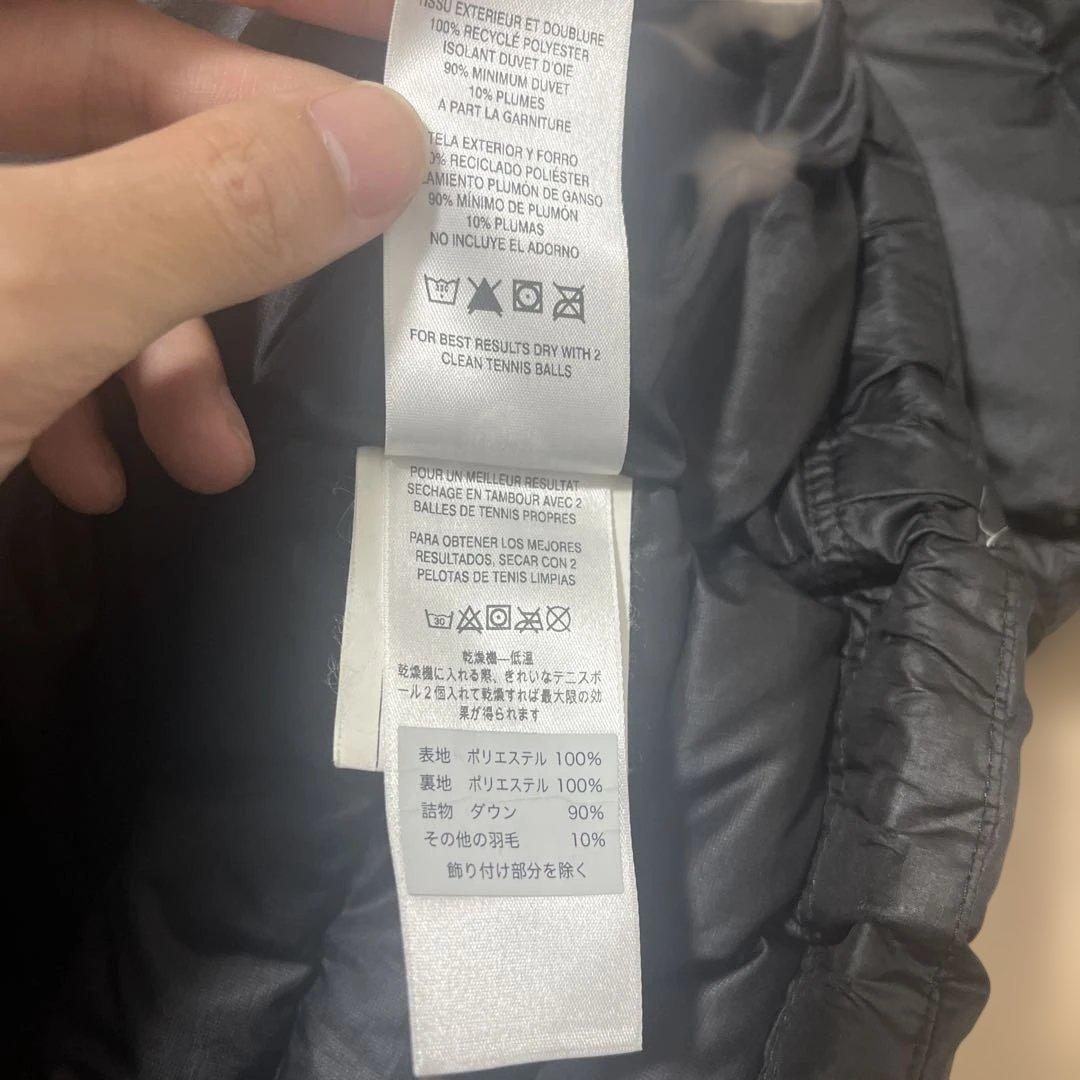 TISSU EXTERIEUR ET DOUBLURE
100% RECYCLÉ POLYESTER
ISOLANT DUVET D'OIE
90% MINIMUM DUVET
10% PLUMES
A PART LA GARNITURE
TELA EXTERIOR Y FORRO
0% RECICLADO POLIÉSTER
LAMIENTO PLUMÓN DE GANSO
90% MÍNIMO DE PLUMÓN
10% PLUMAS
NO INCLUYE EL ADORNO
FOR BEST RESULTS DRY WITH 2
CLEAN TENNIS BALLS
POUR UN MEILLEUR RESULTAT
SECHAGE EN TAMBOUR AVEC 2
BALLES DE TENNIS PROPRES
PARA OBTENER LOS MEJORES
RESULTADOS, SECAR CON 2
PELOTAS DE TENIS LIMPIAS
30
乾燥機—低温
乾燥機に入れる際、きれいなテニスボ
ール2個入れて乾燥すれば最大限の効
果が得られます
表地 ポリエステル 100%
裏地 ポリエステル 100%
詰物 ダウン 90%
その他の羽毛 10%
飾り付け部分を除く